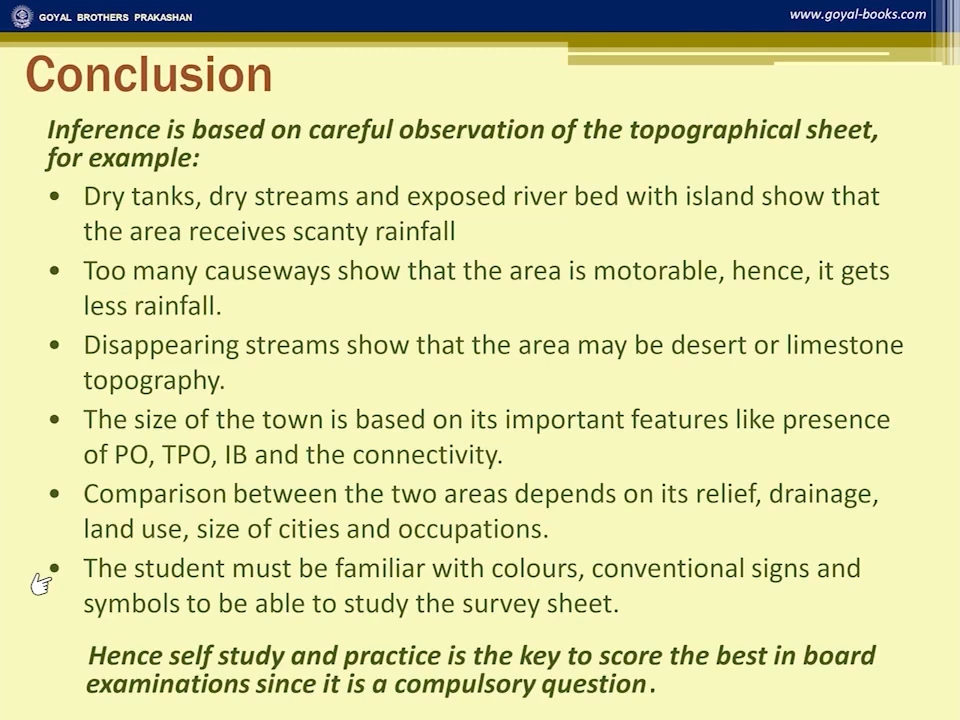 GOYAL BROTHERS PRAKASHAN
www.goyal-books.com
Conclusion
Inference is based on careful observation of the topographical sheet,
for example:
• Dry tanks, dry streams and exposed river bed with island show that
the area receives scanty rainfall
• Too many causeways show that the area is motorable, hence, it gets
less rainfall.
• Disappearing streams show that the area may be desert or limestone
topography.
• The size of the town is based on its important features like presence
of PO, TPO, IB and the connectivity.
• Comparison between the two areas depends on its relief, drainage,
land use, size of cities and occupations.
• The student must be familiar with colours, conventional signs and
symbols to be able to study the survey sheet.
Hence self study and practice is the key to score the best in board
examinations since it is a compulsory question.